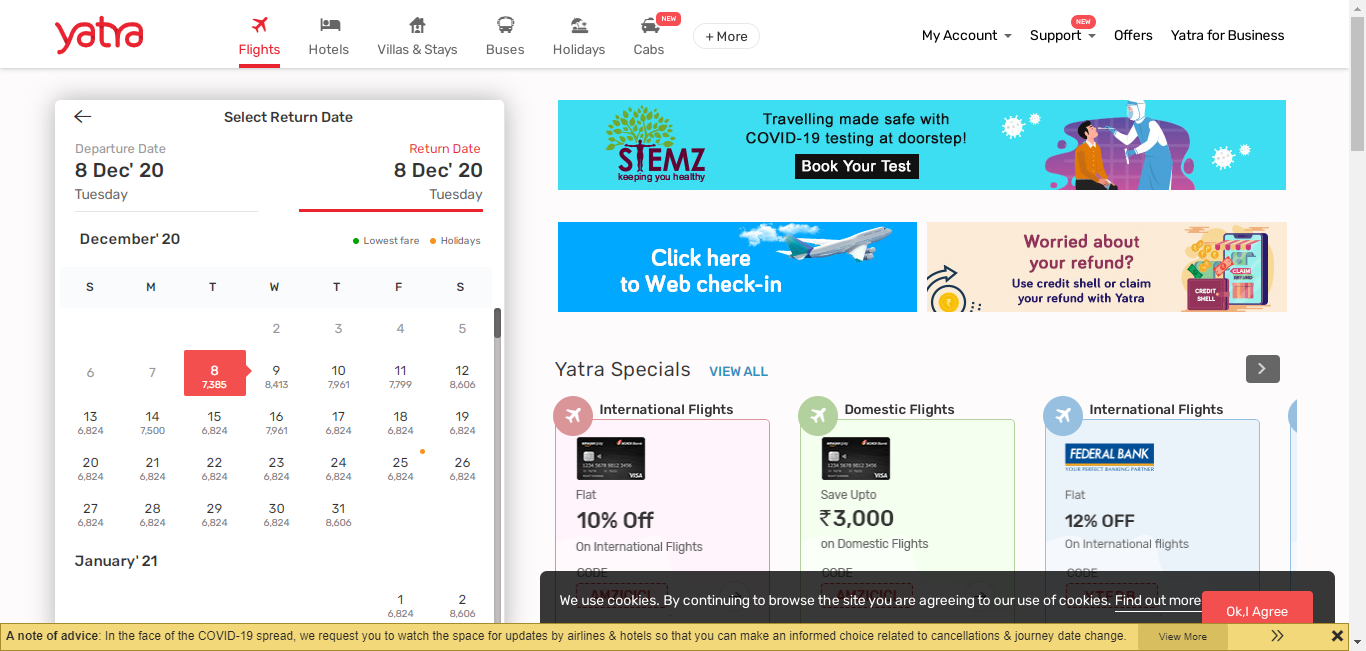 yatra
Flights
Hotels
Villas & Stays
Buses
Holidays
Cabs
NEW
+ More
My Account
Support
NEW
Offers
Yatra for Business
Select Return Date
Departure Date
8 Dec' 20
Tuesday
Return Date
8 Dec' 20
Tuesday
December' 20
Lowest fare
Holidays
S M T W T F S
2 3 4 5
6 7 8 9 10 11 12
7,385 8,413 7,961 7,799 8,606
13 14 15 16 17 18 19
6,824 7,500 6,824 7,961 6,824 6,824 6,824
20 21 22 23 24 25 26
6,824 6,824 6,824 6,824 6,824 6,824 6,824
27 28 29 30 31
6,824 6,824 6,824 6,824 8,606
January' 21
1 2
6,824 8,606
STEMZ
keeping you healthy
Travelling made safe with
COVID-19 testing at doorstep!
Book Your Test
Click here
to Web check-in
Worried about
your refund?
Use credit shell or claim
your refund with Yatra
CREDIT
SHELL
CLAIM
REFUND
Yatra Specials
VIEW ALL
International Flights
1234 5678 9012 3456
VISA
Flat
10% Off
On International Flights
CODE
Domestic Flights
1234 5678 9012 3456
VISA
Save Upto
₹3,000
on Domestic Flights
CODE
International Flights
FEDERAL BANK
YOUR PERFECT BANKING PARTNER
Flat
12% OFF
On International flights
CODE
We use cookies. By continuing to browse the site you are agreeing to our use of cookies. Find out more
Ok,I Agree
A note of advice: In the face of the COVID-19 spread, we request you to watch the space for updates by airlines & hotels so that you can make an informed choice related to cancellations & journey date change.
View More